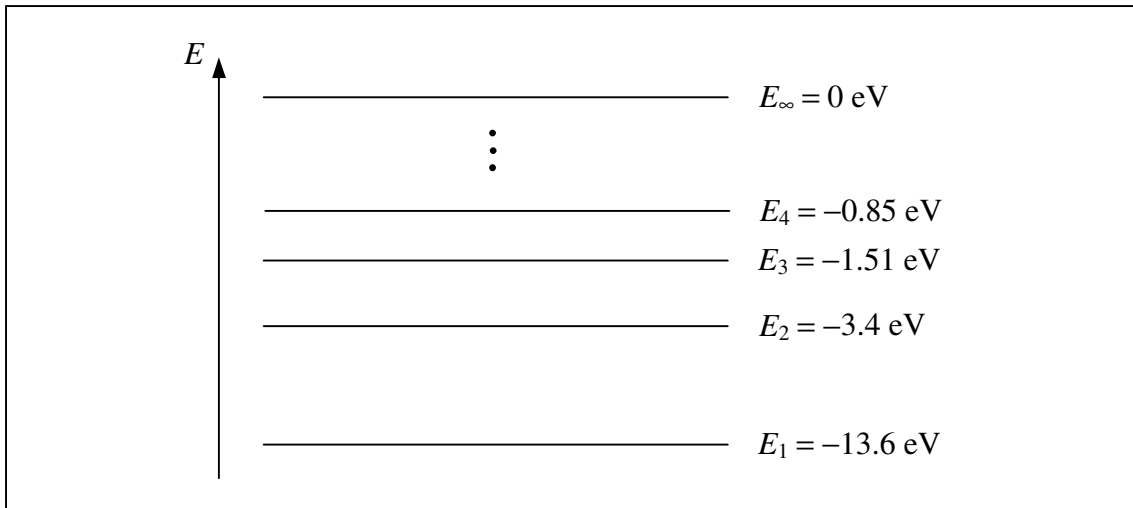 E
E∞ = 0 eV
E4 = −0.85 eV
E3 = −1.51 eV
E2 = −3.4 eV
E1 = −13.6 eV